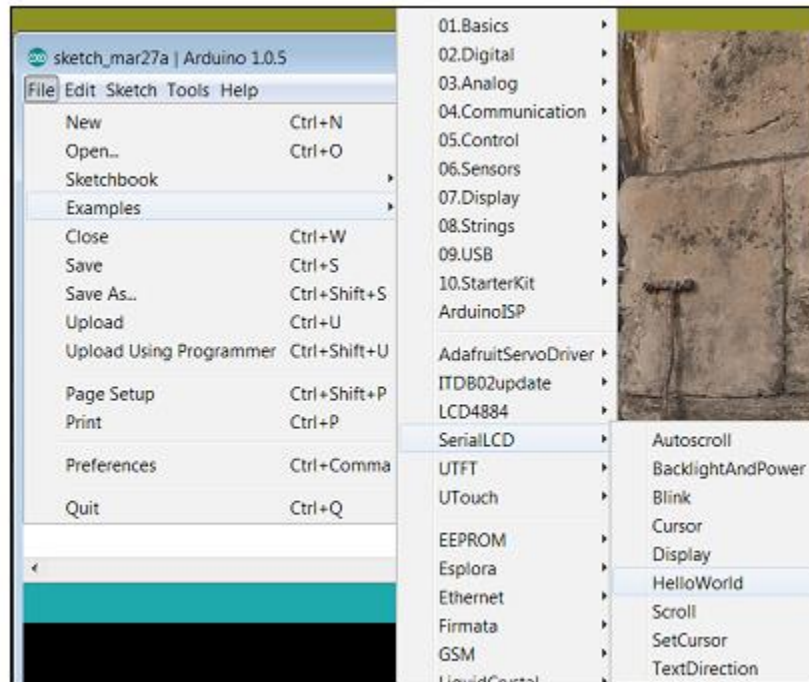 sketch_mar27a | Arduino 1.0.5
File Edit Sketch Tools Help
New Ctrl+N
Open... Ctrl+O
Sketchbook
Examples
Close Ctrl+W
Save Ctrl+S
Save As... Ctrl+Shift+S
Upload Ctrl+U
Upload Using Programmer Ctrl+Shift+U
Page Setup Ctrl+Shift+P
Print Ctrl+P
Preferences Ctrl+Comma
Quit Ctrl+Q
01.Basics
02.Digital
03.Analog
04.Communication
05.Control
06.Sensors
07.Display
08.Strings
09.USB
10.StarterKit
ArduinoISP
AdafruitServoDriver
ITDB02update
LCD4884
SerialLCD
UTFT
UTouch
EEPROM
Esplora
Ethernet
Firmata
GSM
LiquidCrystal
Autoscroll
BacklightAndPower
Blink
Cursor
Display
HelloWorld
Scroll
SetCursor
TextDirection